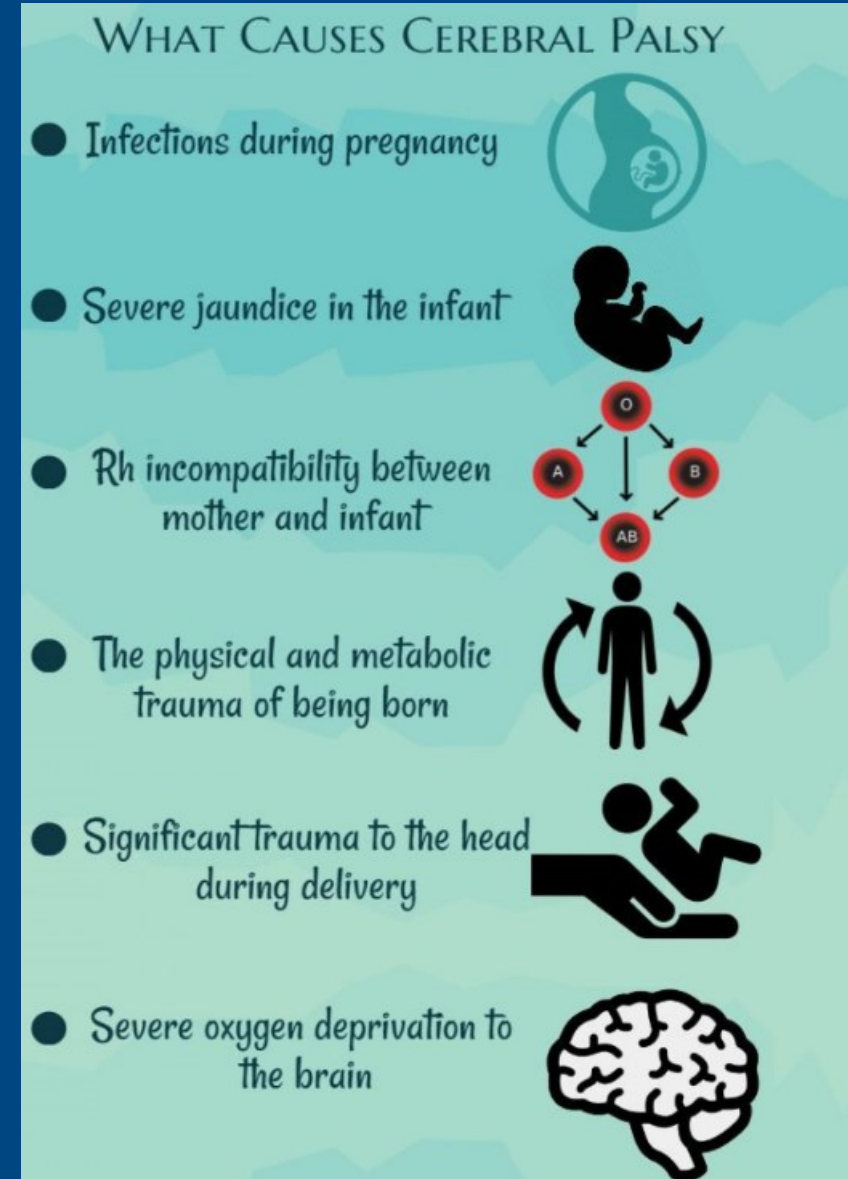 What Causes Cerebral Palsy
Infections during pregnancy
Severe jaundice in the infant
O
A
B
AB
Rh incompatibility between
mother and infant
The physical and metabolic
trauma of being born
Significant trauma to the head
during delivery
Severe oxygen deprivation to
the brain